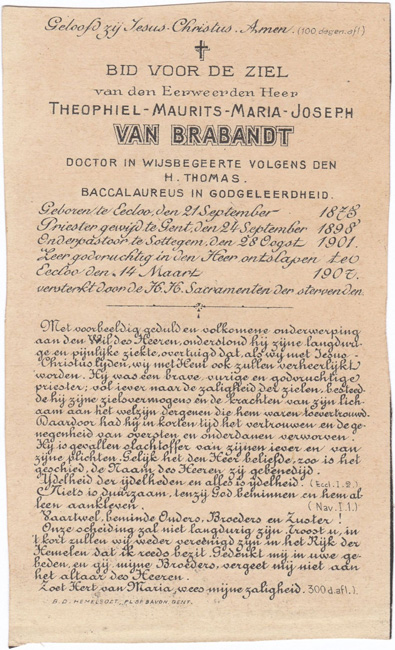 Geloofd zij Jesus-Christus. Amen. (100 dagen afl.)
BID VOOR DE ZIEL
van den Eerweerden Heer
THEOPHIEL-MAURITS-MARIA-JOSEPH
VAN BRABANDT
DOCTOR IN WIJSBEGEERTE VOLGENS DEN
H. THOMAS.
BACCALAUREUS IN GODGELEERDHEID.
Geboren te Eecloo, den 21 September 1873
Priester gewijd te Gent, den 24 September 1898
Onderpastor te Sottegem, den 28 Oogst 1901.
Zeer godvruchtig in den Heer ontslapen te
Eecloo den 14 Maart 1907.
versterkt door de H.H. Sacramenten der stervenden.
Met voorbeeldig geduld en volkomene onderwerping
aan den Wil des Heeren, onderstond hij zijne langduri-
ge en pijnlijke ziekte, overtuigd dat, als wij met Jesus-
Christus lijden, wij met Hem ook zullen verheerlijkt
worden. Hij was een brave, vurige en godvruchtige
priester; vol iever naar de zaligheid der zielen, besteed-
de hij zijne zielsvermogens en de krachten van zijn lich-
aam aan het welzijn dergenen die hem waren toevertrouwd.
Daardoor had hij in korten tijd het vertrouwen en de ge-
negenheid van oversten en onderdanen verworven.
Hij is gevallen slachtoffer van zijnen iever en van
zijne plichten. Gelijk het den Heer beliefde, zoo is het
geschied, de Naam des Heeren zij gebenedijd.
IJdelheid der ijdelheden en alles is ijdelheid. (Eccl. I. 2.)
Niets is duurzaam, tenzij God beminnen en hem al-
leen aankleven. (Nav. I. 1.)
Vaartwel, beminde Ouders, Broeders en Zuster!
Onze scheiding zal niet langdurig zijn, troost u, in
't kort zullen wij weder vereenigd zijn in het Rijk der
Hemelen dat ik reeds bezit. Gedenkt mij in uwe ge-
beden, en gij mijne Broeders, vergeet mij niet aan
het altaar des Heeren.
Zoet Hert van Maria, wees mijne zaligheid. 300 d. afl.)
B.D. HEMELSOET, PL. OP BAVON, GENT.